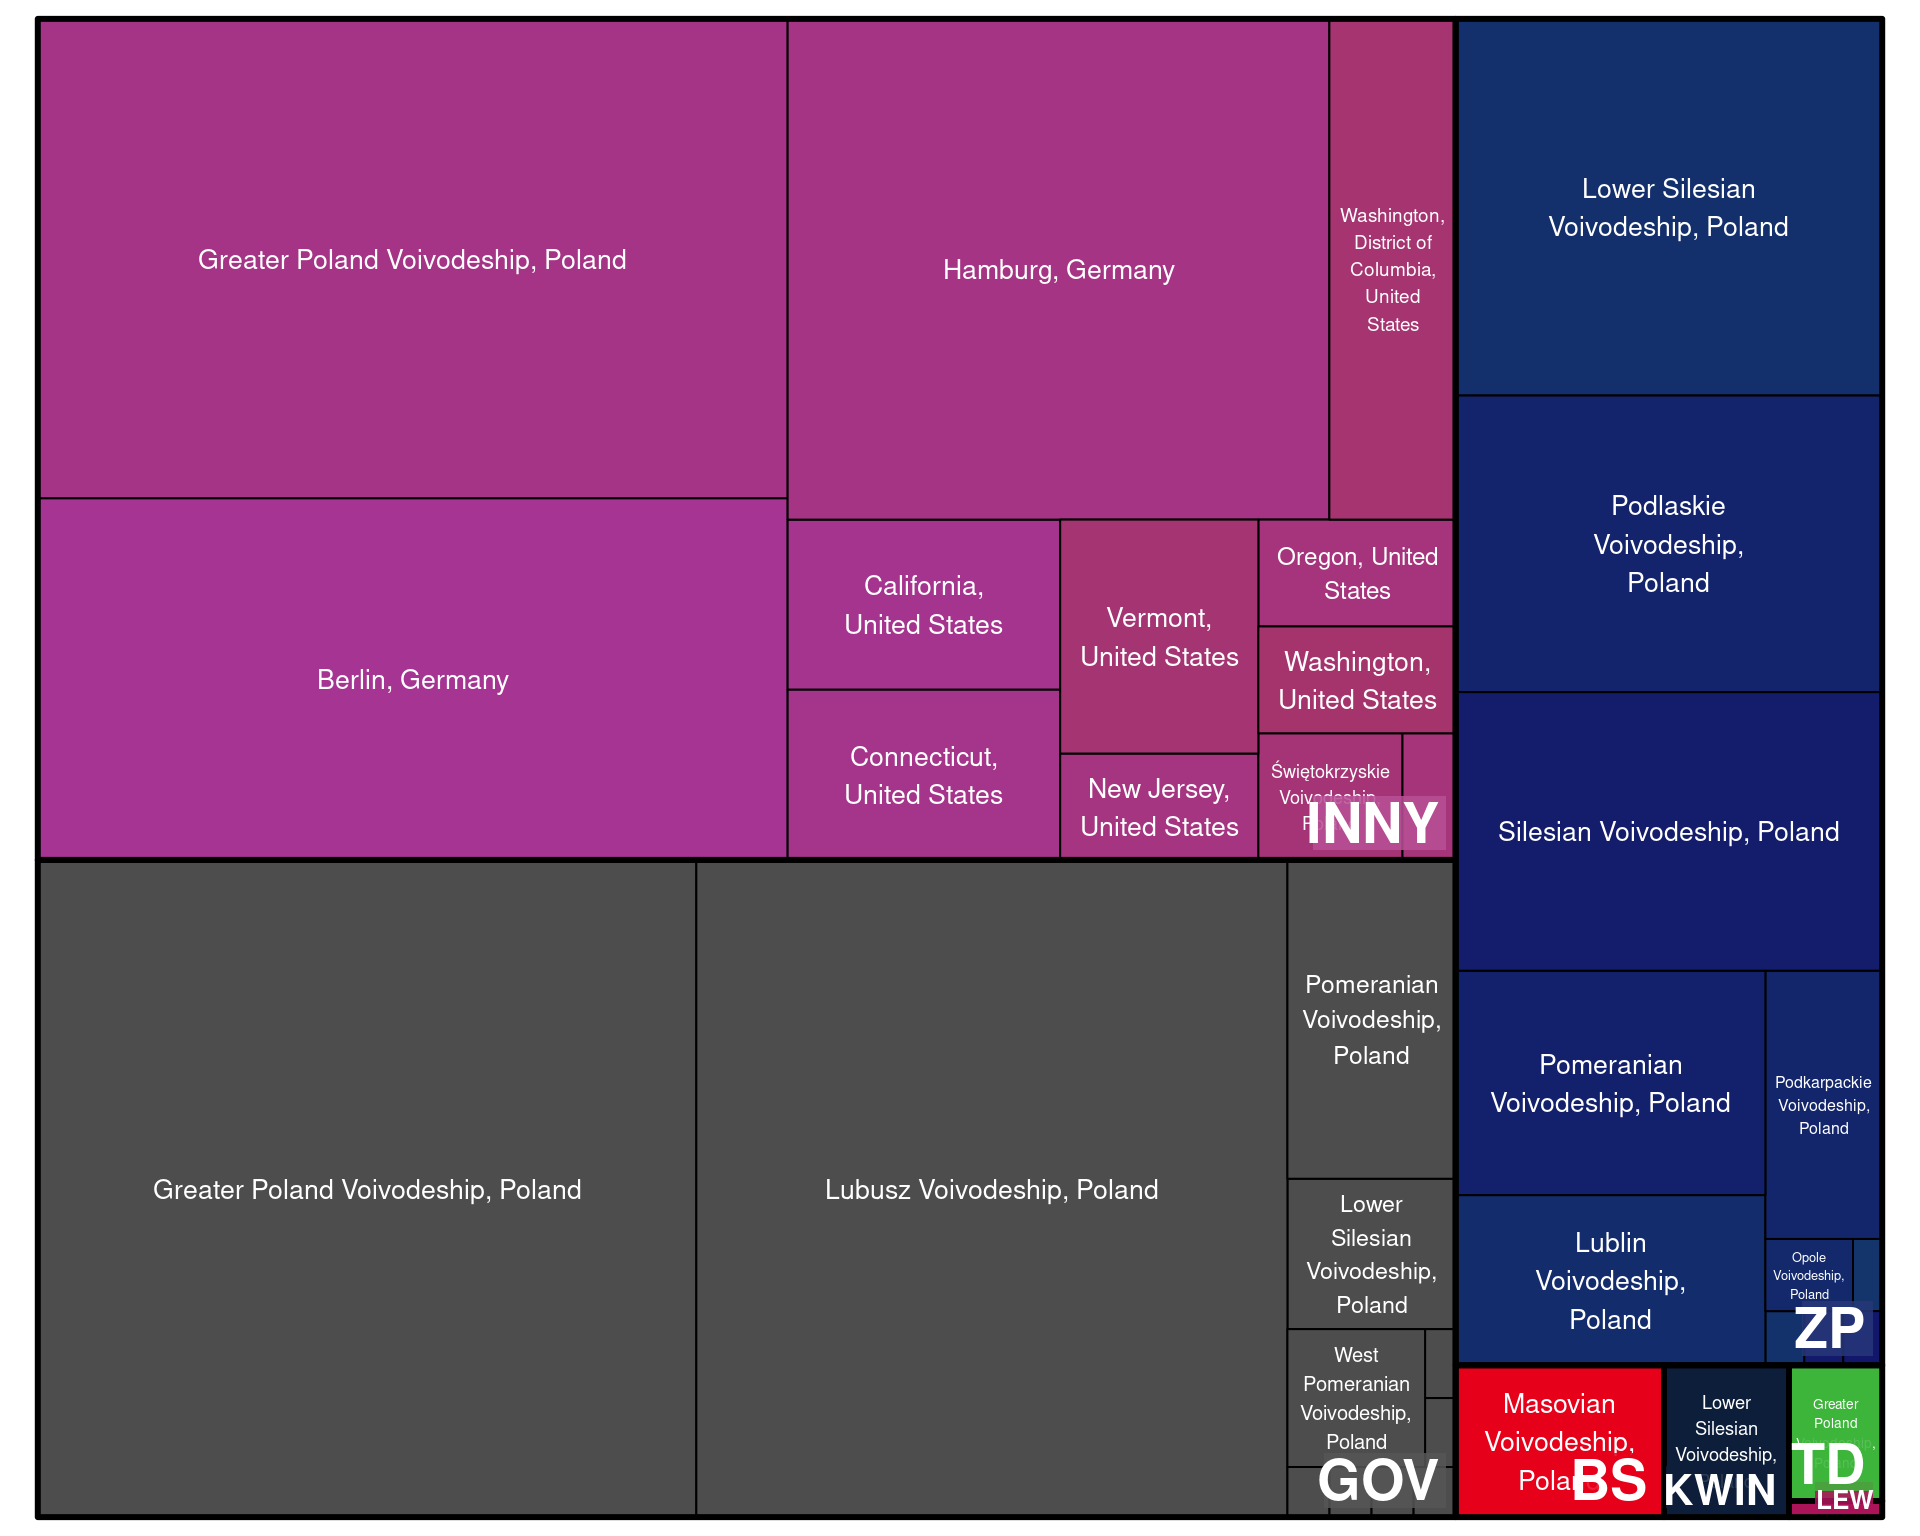 Greater Poland Voivodeship, Poland
Berlin, Germany
Hamburg, Germany
Washington,
District of
Columbia,
United
States
California,
United States
Connecticut,
United States
Vermont,
United States
New Jersey,
United States
Oregon, United
States
Washington,
United States
Świętokrzyskie
Voivodeship,
INNY
Greater Poland Voivodeship, Poland
Lubusz Voivodeship, Poland
Pomeranian
Voivodeship,
Poland
Lower
Silesian
Voivodeship,
Poland
West
Pomeranian
Voivodeship,
Poland
GOV
Lower Silesian
Voivodeship, Poland
Podlaskie
Voivodeship,
Poland
Silesian Voivodeship, Poland
Pomeranian
Voivodeship, Poland
Podkarpackie
Voivodeship,
Poland
Lublin
Voivodeship,
Poland
Opole
Voivodeship,
Poland
ZP
Masovian
Voivodeship,
Poland
BS
Lower
Silesian
Voivodeship,
KWIN
Greater
Poland
TD
LEW